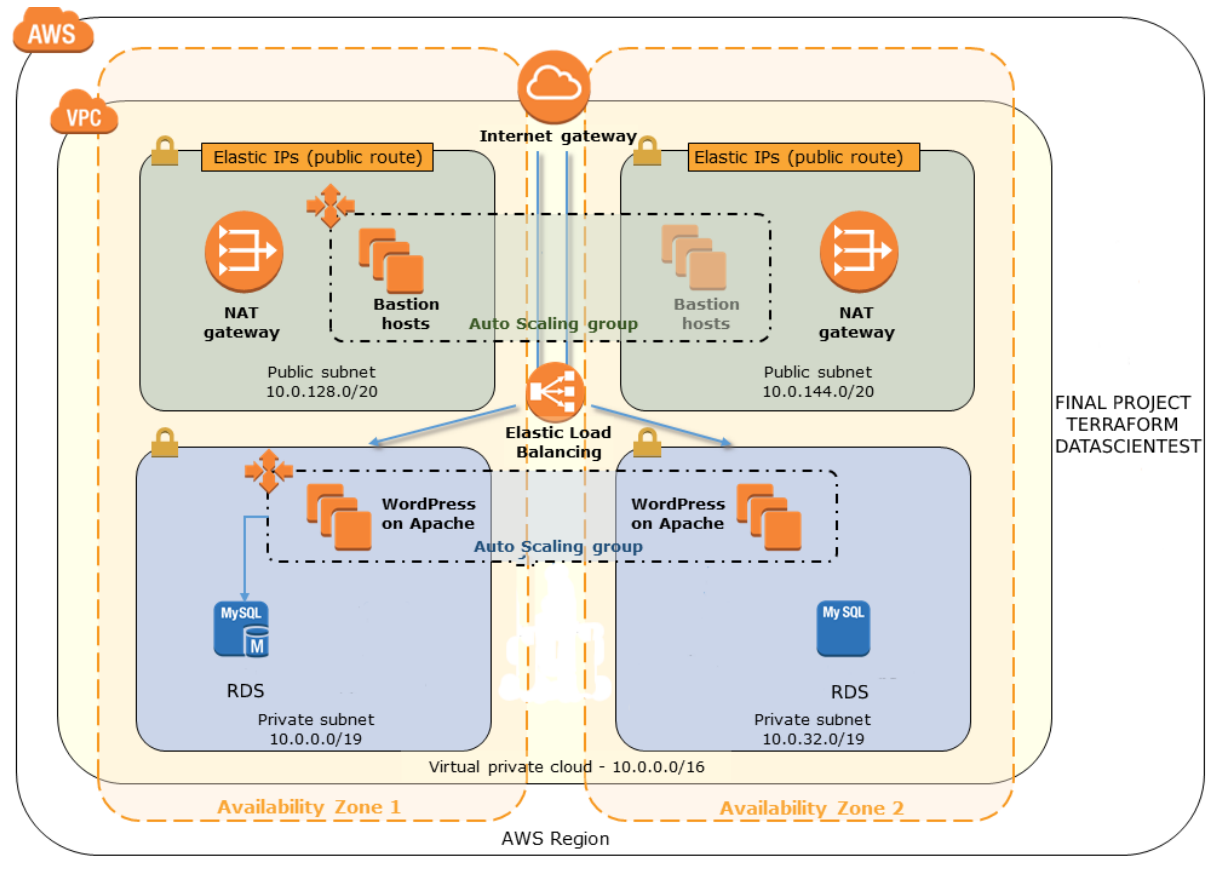 AWS
VPC
Internet gateway
Elastic IPs (public route)
Elastic IPs (public route)
NAT
gateway
Bastion
hosts
Bastion
hosts
NAT
gateway
Auto Scaling group
Public subnet
10.0.128.0/20
Public subnet
10.0.144.0/20
Elastic Load
Balancing
FINAL PROJECT
TERRAFORM
DATASCIENTEST
WordPress
on Apache
WordPress
on Apache
Auto Scaling group
MySQL
M
RDS
My SQL
RDS
Private subnet
10.0.0.0/19
Private subnet
10.0.32.0/19
Virtual private cloud - 10.0.0.0/16
Availability Zone 1
Availability Zone 2
AWS Region